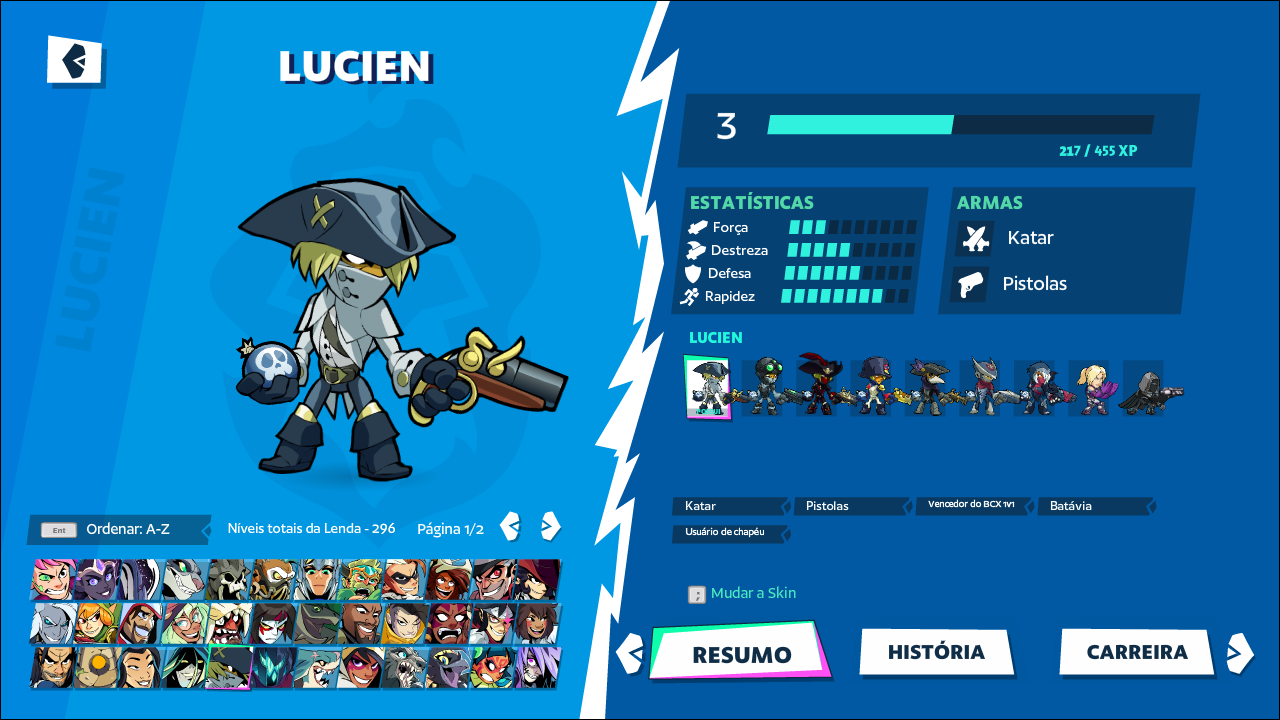 LUCIEN
LUCIEN
3
217 / 455 XP
ESTATÍSTICAS
Força
Destreza
Defesa
Rapidez
ARMAS
Katar
Pistolas
LUCIEN
Katar
Pistolas
Vencedor do BCX 1v1
Batávia
Usuário de chapéu
Ent
Ordenar: A-Z
Níveis totais da Lenda - 296
Página 1/2
; Mudar a Skin
RESUMO
HISTÓRIA
CARREIRA